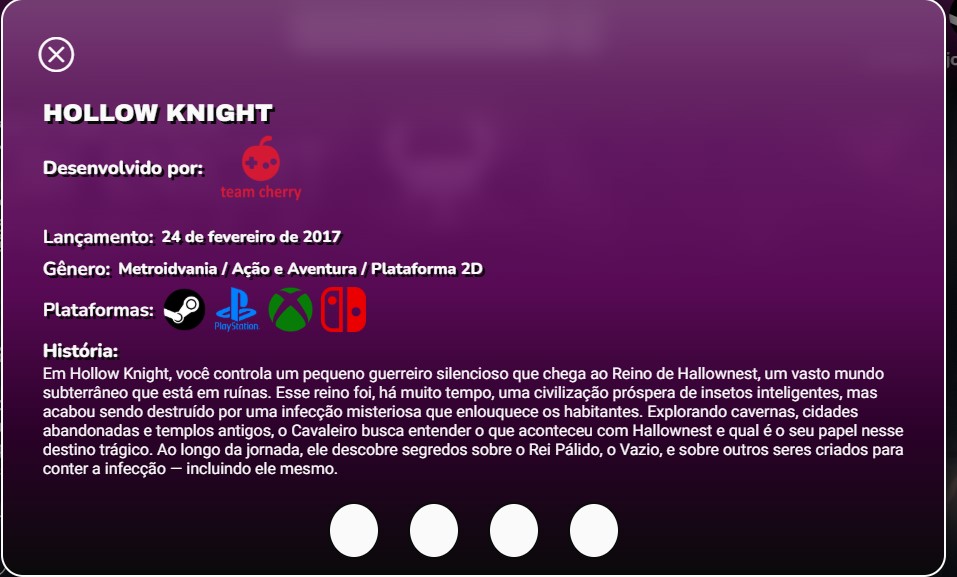 HOLLOW KNIGHT
Desenvolvido por:
team cherry
Lançamento: 24 de fevereiro de 2017
Gênero: Metroidvania / Ação e Aventura / Plataforma 2D
Plataformas:
PlayStation.
História:
Em Hollow Knight, você controla um pequeno guerreiro silencioso que chega ao Reino de Hallownest, um vasto mundo
subterrâneo que está em ruínas. Esse reino foi, há muito tempo, uma civilização próspera de insetos inteligentes, mas
acabou sendo destruído por uma infecção misteriosa que enlouquece os habitantes. Explorando cavernas, cidades
abandonadas e templos antigos, o Cavaleiro busca entender o que aconteceu com Hallownest e qual é o seu papel nesse
destino trágico. Ao longo da jornada, ele descobre segredos sobre o Rei Pálido, o Vazio, e sobre outros seres criados para
conter a infecção — incluindo ele mesmo.